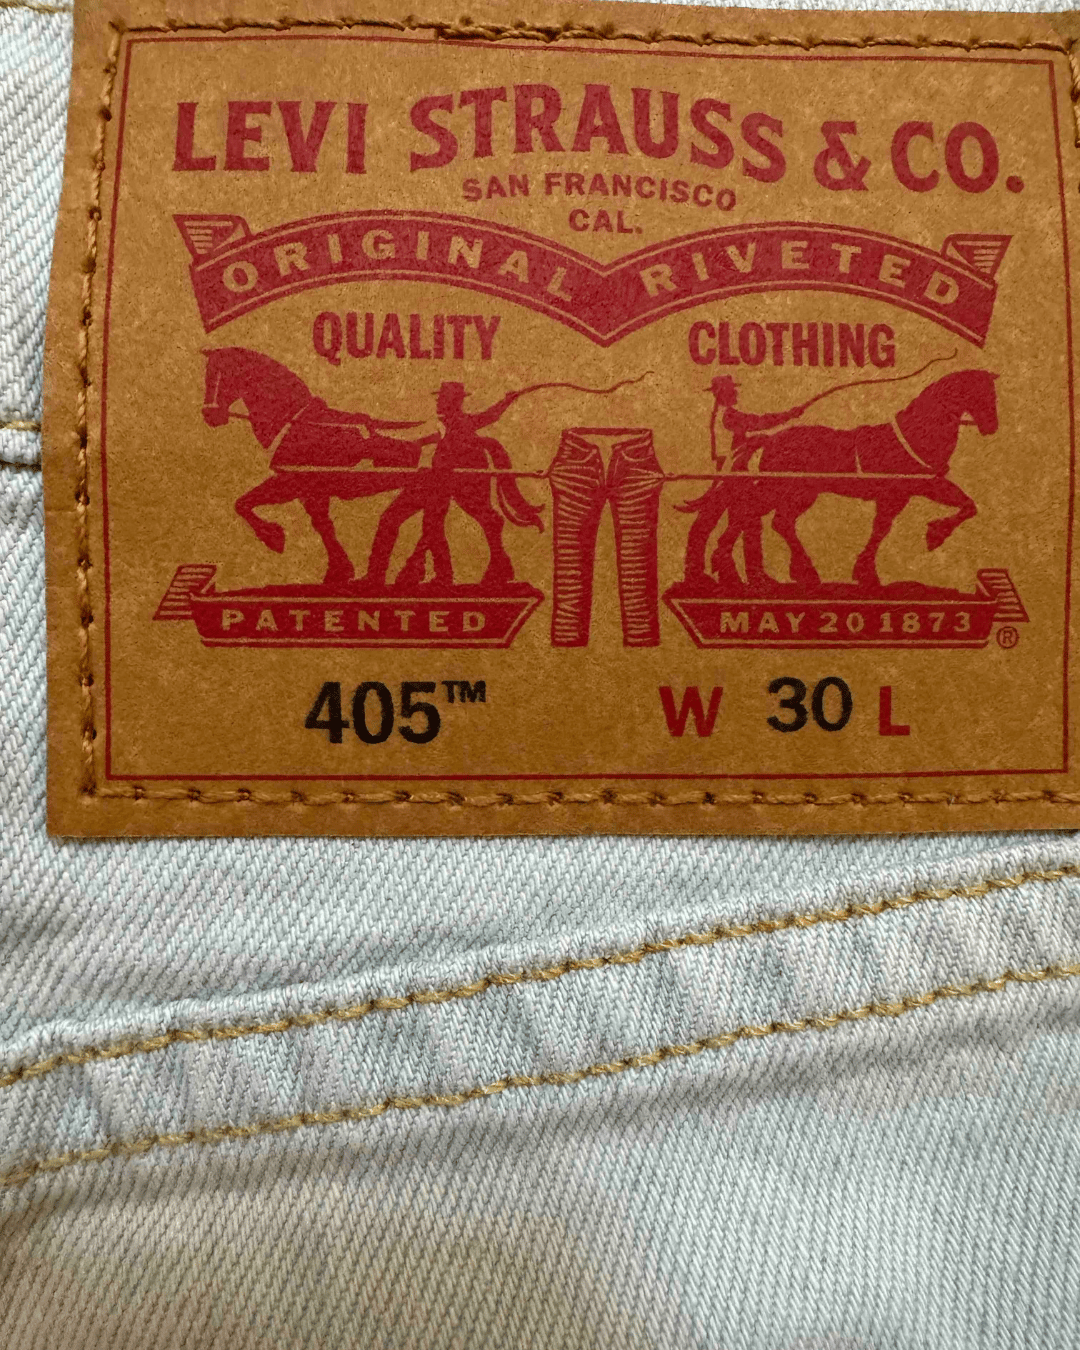 LEVI STRAUSS & CO.
SAN FRANCISCO
CAL.
ORIGINAL RIVETED
QUALITY CLOTHING
PATENTED MAY 20 1873 ®
405™ W 30 L